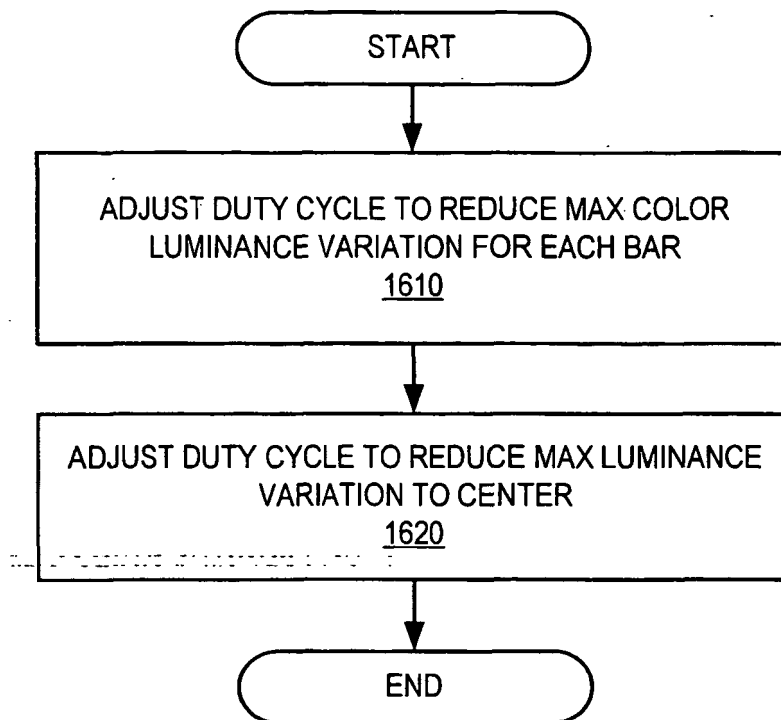 START
ADJUST DUTY CYCLE TO REDUCE MAX COLOR
LUMINANCE VARIATION FOR EACH BAR
1610
ADJUST DUTY CYCLE TO REDUCE MAX LUMINANCE
VARIATION TO CENTER
1620
END